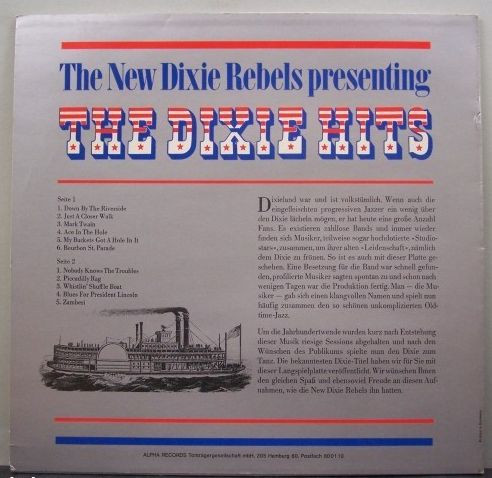 The New Dixie Rebels presenting
THE DIXIE HITS
Seite 1
1. Down By The Riverside
2. Just A Closer Walk
3. Mark Twain
4. Ace In The Hole
5. My Buckets Got A Hole In It
6. Bourbon St. Parade
Seite 2
1. Nobody Knows The Troubles
2. Piccadilly Rag
3. Whistlin' Shuffle Boat
4. Blues For President Lincoln
5. Zambesi
Dixieland war und ist volkstümlich. Wenn auch die
eingefleischten progressiven Jazzer ein wenig über
den Dixie lächeln mögen, er hat heute eine große Anzahl
Fans. Es existieren zahllose Bands und immer wieder
finden sich Musiker, teilweise sogar hochdotierte »Studio-
stars«, zusammen, um ihrer alten »Leidenschaft«, nämlich
dem Dixie zu frönen. So ist es auch mit dieser Platte ge-
schehen. Eine Besetzung für die Band war schnell gefun-
den, profilierte Musiker sagten spontan zu und schon nach
wenigen Tagen war die Produktion fertig. Man – die Mu-
siker – gab sich einen klangvollen Namen und spielt nun
häufig zusammen den so schönen unkomplizierten Old-
time-Jazz.
Um die Jahrhundertwende wurden kurz nach Entstehung
dieser Musik riesige Sessions abgehalten und nach den
Wünschen des Publikums spielte man den Dixie zum
Tanz. Die bekanntesten Dixie-Titel haben wir für Sie mit
dieser Langspielplatte veröffentlicht. Wir wünschen Ihnen
den gleichen Spaß und ebensoviel Freude an diesen Auf-
nahmen, wie die New Dixie Rebels ihn hatten.
ALPHA RECORDS Tonträgergesellschaft mbH, 205 Hamburg 80, Postfach 80 01 10